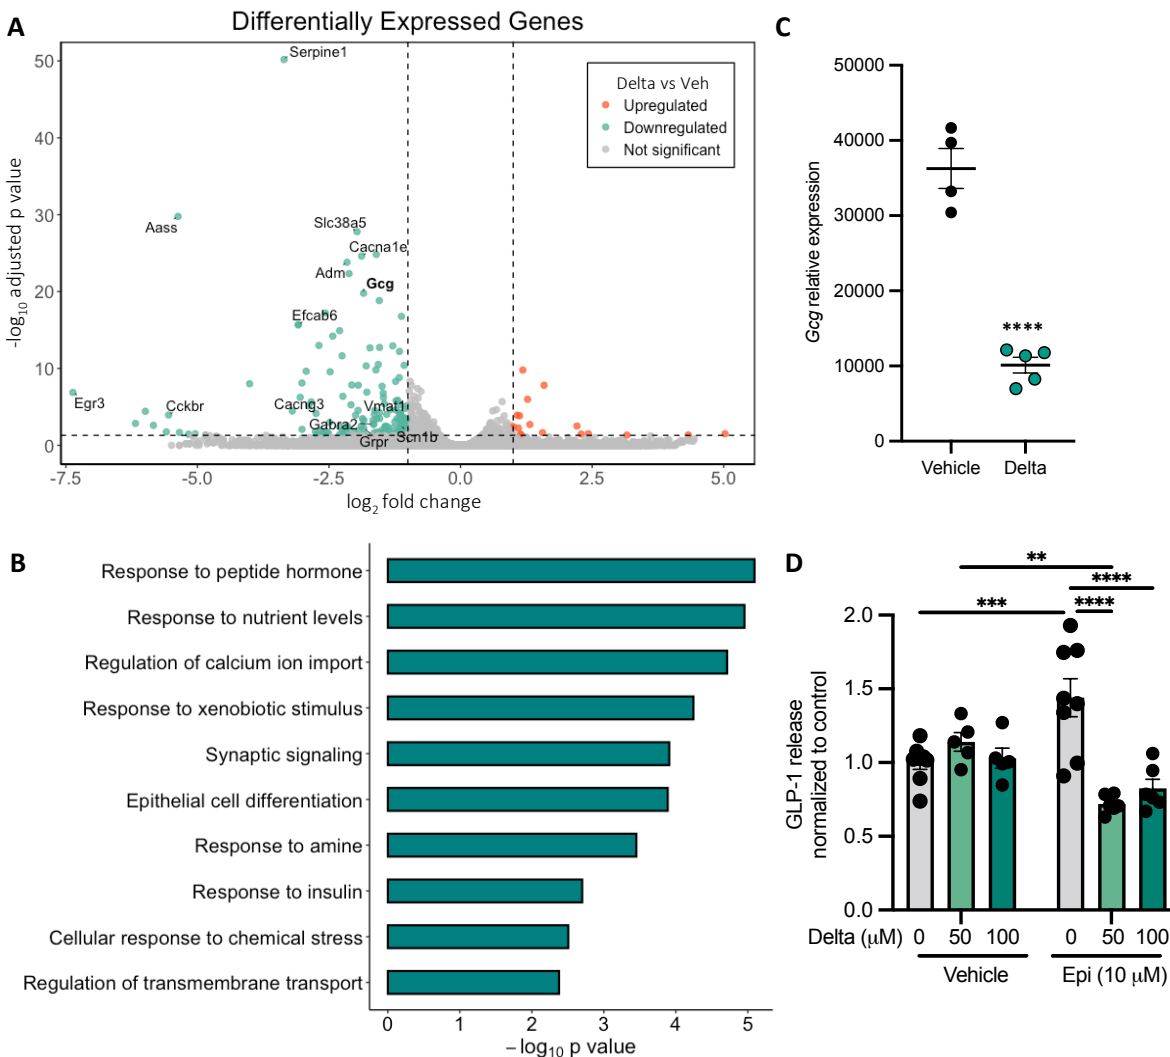 A
Differentially Expressed Genes
-log10 adjusted p value
50
40
30
20
10
0
Serpine1
Aass
Slc38a5
Cacna1e
Adm
Gcg
Efcab6
Egr3
Cckbr
Cacng3
Vmat1
Gabra2
Grpr
Scn1b
Delta vs Veh
Upregulated
Downregulated
Not significant
-7.5
-5.0
-2.5
0.0
2.5
5.0
log2 fold change
C
Gcg relative expression
50000
40000
30000
20000
10000
0
****
Vehicle
Delta
B
Response to peptide hormone
Response to nutrient levels
Regulation of calcium ion import
Response to xenobiotic stimulus
Synaptic signaling
Epithelial cell differentiation
Response to amine
Response to insulin
Cellular response to chemical stress
Regulation of transmembrane transport
0
1
2
3
4
5
−log10 p value
D
GLP-1 release
normalized to control
2.0
1.5
1.0
0.5
0.0
**
****
***
****
Delta (μM)
0
50
100
0
50
100
Vehicle
Epi (10 μM)